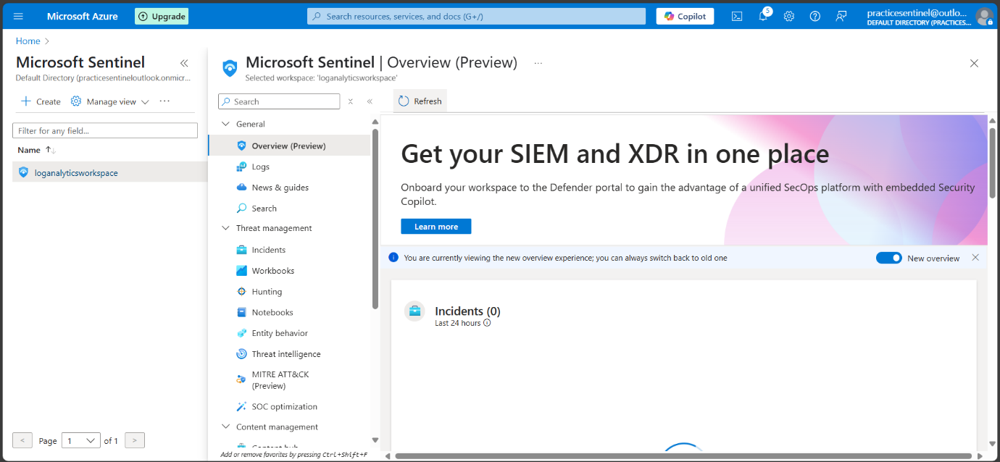 Microsoft Azure
Upgrade
Search resources, services, and docs (G+/)
Copilot
5
practicesentinel@outlo...
DEFAULT DIRECTORY (PRACTICES...
Home
Microsoft Sentinel
Default Directory (practicesentineloutlook.onmicr...
Create
Manage view
Filter for any field...
Name
loganalyticsworkspace
< Page 1 of 1 >
Microsoft Sentinel | Overview (Preview)
Selected workspace: 'loganalyticsworkspace'
Search
General
Overview (Preview)
Logs
News & guides
Search
Threat management
Incidents
Workbooks
Hunting
Notebooks
Entity behavior
Threat intelligence
MITRE ATT&CK
(Preview)
SOC optimization
Content management
Content hub
Add or remove favorites by pressing Ctrl+Shift+F
Refresh
Get your SIEM and XDR in one place
Onboard your workspace to the Defender portal to gain the advantage of a unified SecOps platform with embedded Security
Copilot.
Learn more
You are currently viewing the new overview experience; you can always switch back to old one
New overview
Incidents (0)
Last 24 hours